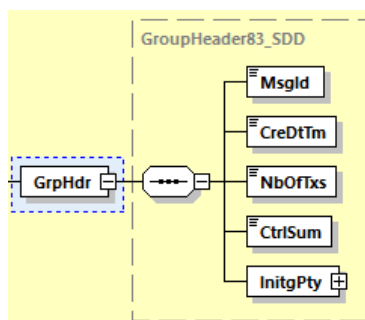 GroupHeader83_SDD
MsgId
CreDtTm
GrpHdr
NbOfTxs
CtrlSum
InitgPty